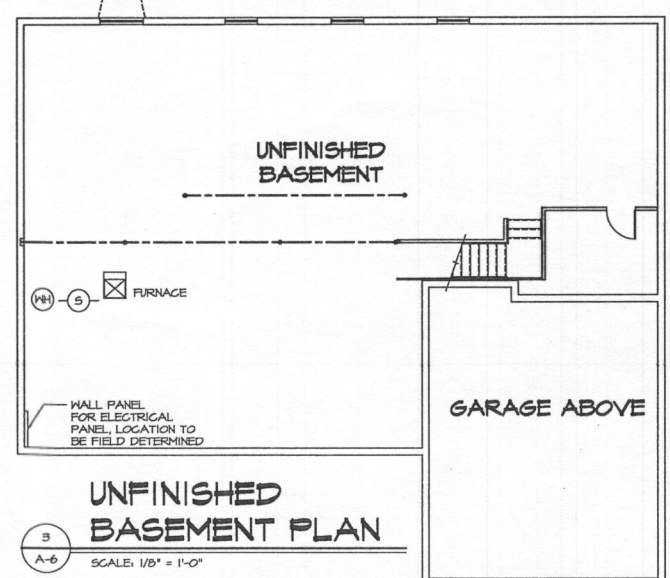 UNFINISHED
BASEMENT
WH
S
FURNACE
WALL PANEL
FOR ELECTRICAL
PANEL, LOCATION TO
BE FIELD DETERMINED
GARAGE ABOVE
UNFINISHED
BASEMENT PLAN
3
A-6
SCALE: 1/8" = 1'-0"